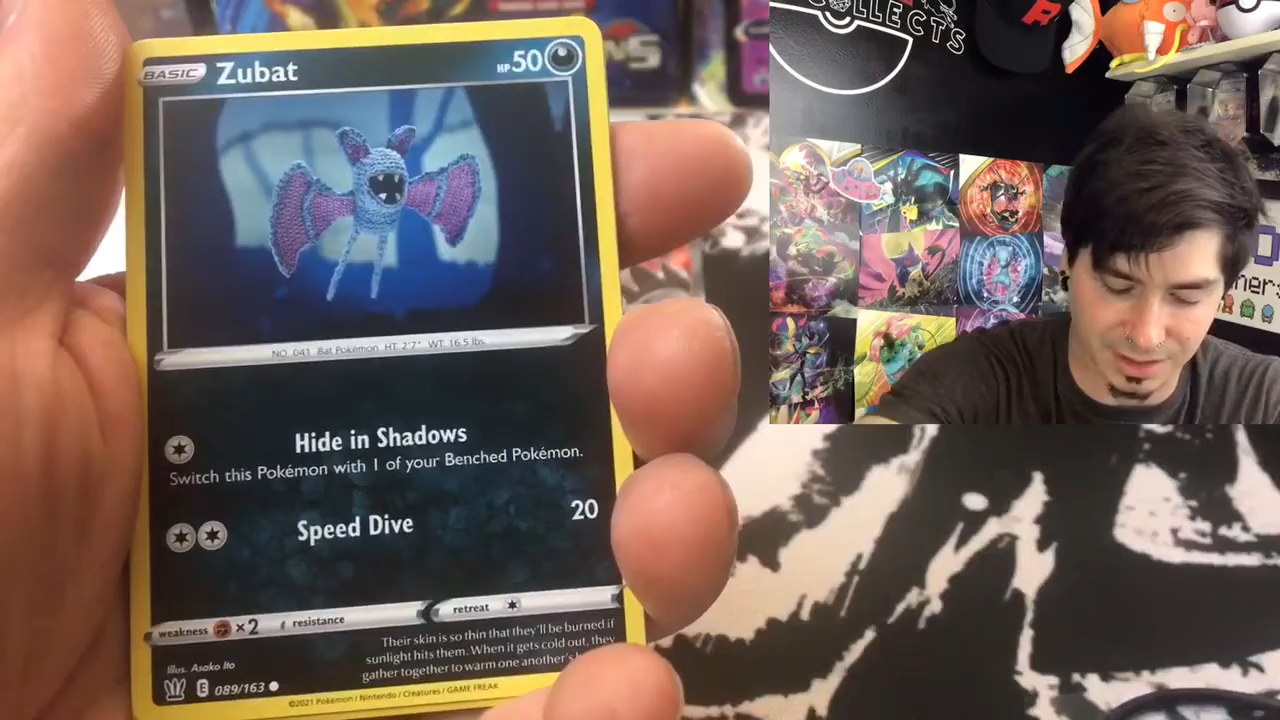 BASIC Zubat HP 50
NO. 041 Bat Pokémon HT: 2'7" WT: 16.5 lbs.
Hide in Shadows
Switch this Pokémon with 1 of your Benched Pokémon.
Speed Dive 20
weakness ×2 resistance retreat
Their skin is so thin that they'll be burned if
sunlight hits them. When it gets cold out, they
gather together to warm one another's
Illus. Asako Ito
E 089/163
©2021 Pokémon / Nintendo / Creatures / GAME FREAK
COLLECTS
R